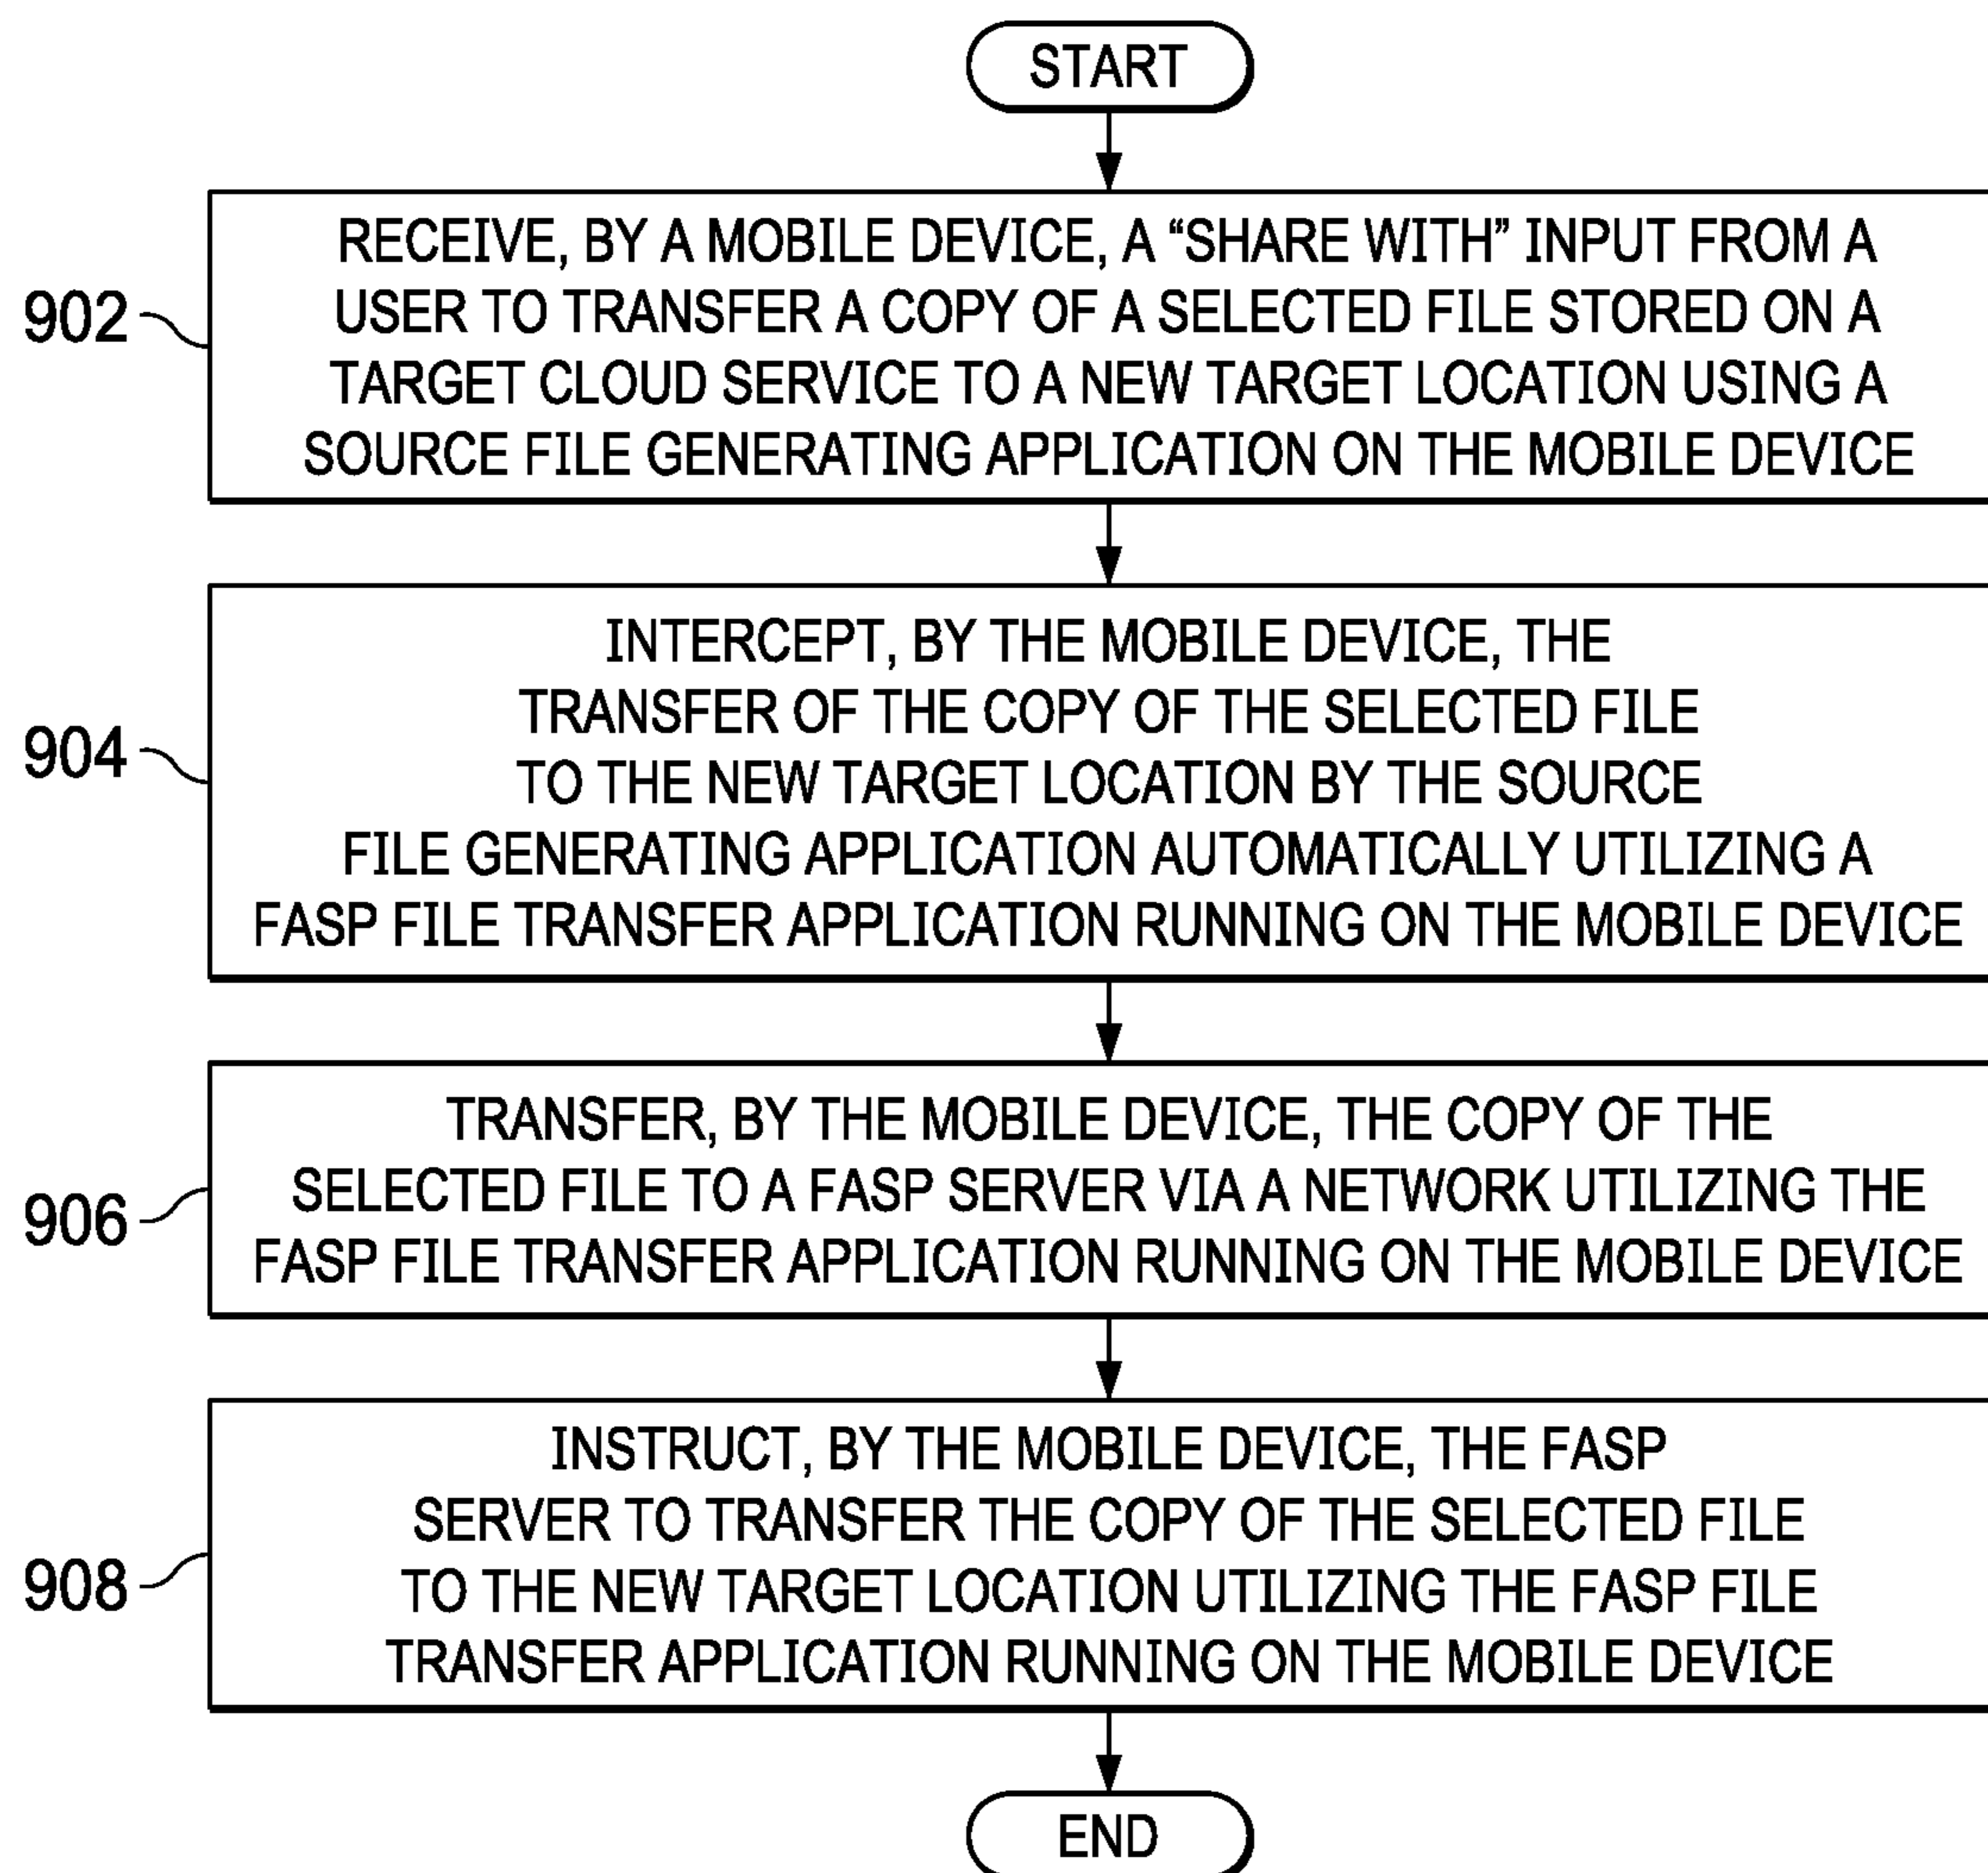 START
902
RECEIVE, BY A MOBILE DEVICE, A “SHARE WITH” INPUT FROM A
USER TO TRANSFER A COPY OF A SELECTED FILE STORED ON A
TARGET CLOUD SERVICE TO A NEW TARGET LOCATION USING A
SOURCE FILE GENERATING APPLICATION ON THE MOBILE DEVICE
904
INTERCEPT, BY THE MOBILE DEVICE, THE
TRANSFER OF THE COPY OF THE SELECTED FILE
TO THE NEW TARGET LOCATION BY THE SOURCE
FILE GENERATING APPLICATION AUTOMATICALLY UTILIZING A
FASP FILE TRANSFER APPLICATION RUNNING ON THE MOBILE DEVICE
906
TRANSFER, BY THE MOBILE DEVICE, THE COPY OF THE
SELECTED FILE TO A FASP SERVER VIA A NETWORK UTILIZING THE
FASP FILE TRANSFER APPLICATION RUNNING ON THE MOBILE DEVICE
908
INSTRUCT, BY THE MOBILE DEVICE, THE FASP
SERVER TO TRANSFER THE COPY OF THE SELECTED FILE
TO THE NEW TARGET LOCATION UTILIZING THE FASP FILE
TRANSFER APPLICATION RUNNING ON THE MOBILE DEVICE
END